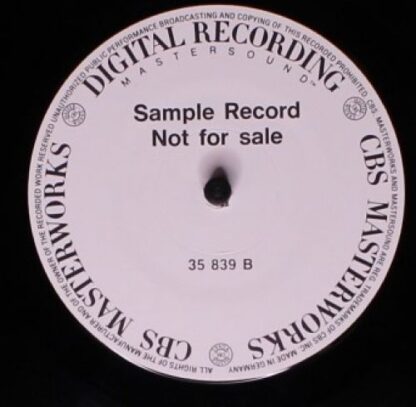 ALL RIGHTS OF THE MANUFACTURER AND OF THE OWNER OF THE RECORDED WORK RESERVED UNAUTHORIZED PUBLIC PERFORMANCE BROADCASTING AND COPYING OF THIS RECORD PROHIBITED. CBS. MASTERWORKS AND MASTERSOUND ARE REG. TRADEMARKS OF CBS INC. MADE IN GERMANY
DIGITAL RECORDING
MASTERSOUND™
Sample Record
Not for sale
35 839 B
CBS MASTERWORKS
CBS MASTERWORKS